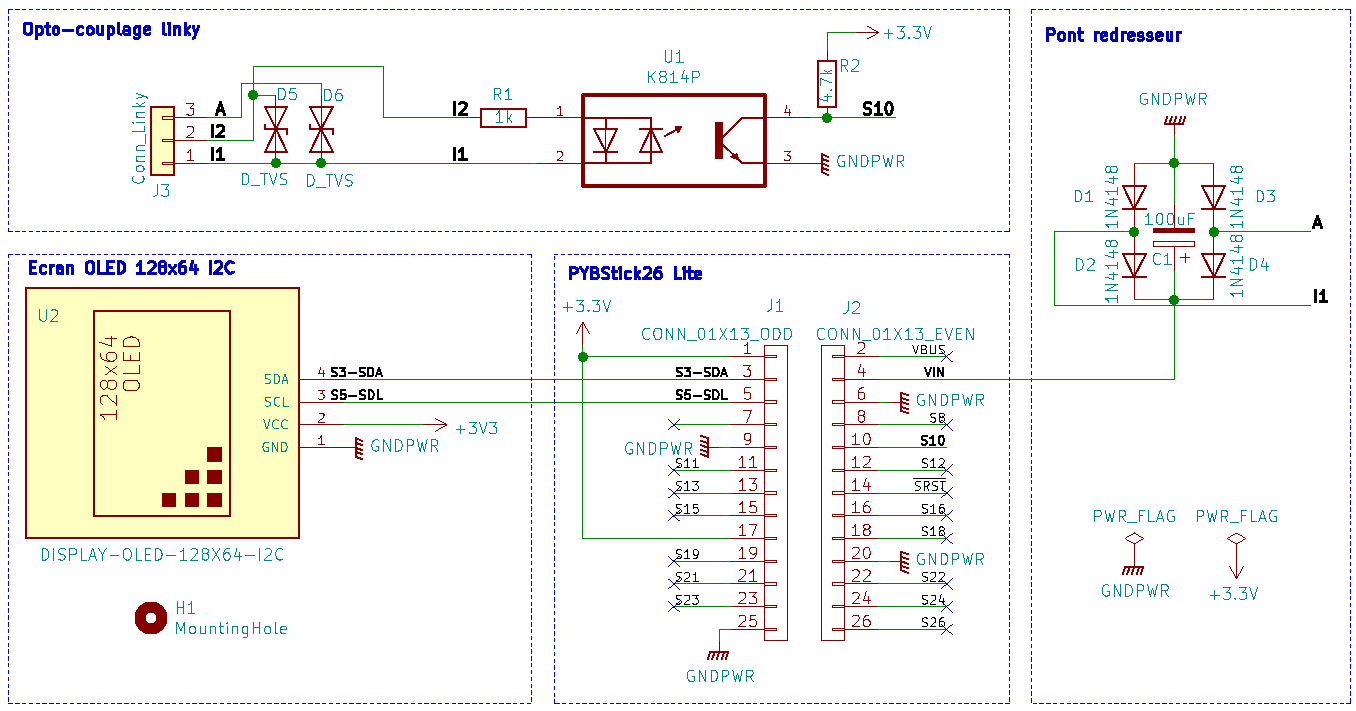 Opto-couplage linky
Conn_Linky
J3
3
A
2
I2
1
I1
D5
D6
D_TVS
D_TVS
I2
R1
1k
I1
U1
K814P
1
2
4
3
+3.3V
R2
4.7k
S10
GNDPWR
Pont redresseur
GNDPWR
D1
1N4148
D3
1N4148
100uF
C1
+
D2
1N4148
D4
1N4148
A
I1
PWR_FLAG
GNDPWR
PWR_FLAG
+3.3V
Ecran OLED 128x64 I2C
U2
128x64
OLED
SDA
4
S3-SDA
SCL
3
S5-SDL
VCC
2
+3V3
GND
1
GNDPWR
DISPLAY-OLED-128X64-I2C
H1
MountingHole
PYBStick26 Lite
+3.3V
J1
CONN_01X13_ODD
1
S3-SDA
3
S5-SDL
5
7
GNDPWR
9
S11
11
S13
13
S15
15
17
S19
19
S21
21
S23
23
25
GNDPWR
J2
CONN_01X13_EVEN
2
VBUS
4
VIN
6
GNDPWR
8
S8
10
S10
12
S12
14
SRST
16
S16
18
S18
20
GNDPWR
22
S22
24
S24
26
S26